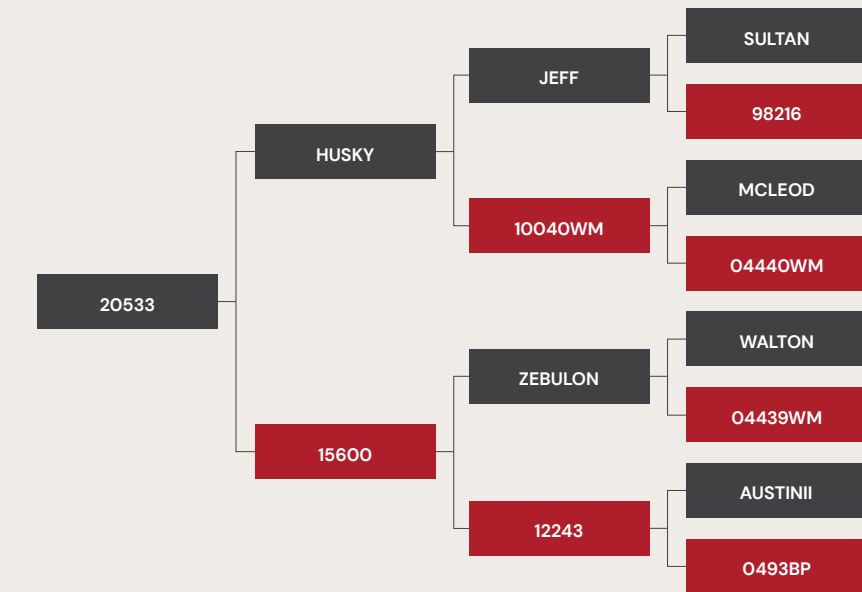 SULTAN
JEFF
98216
HUSKY
MCLEOD
10040WM
04440WM
20533
WALTON
ZEBULON
04439WM
15600
AUSTINII
12243
0493BP